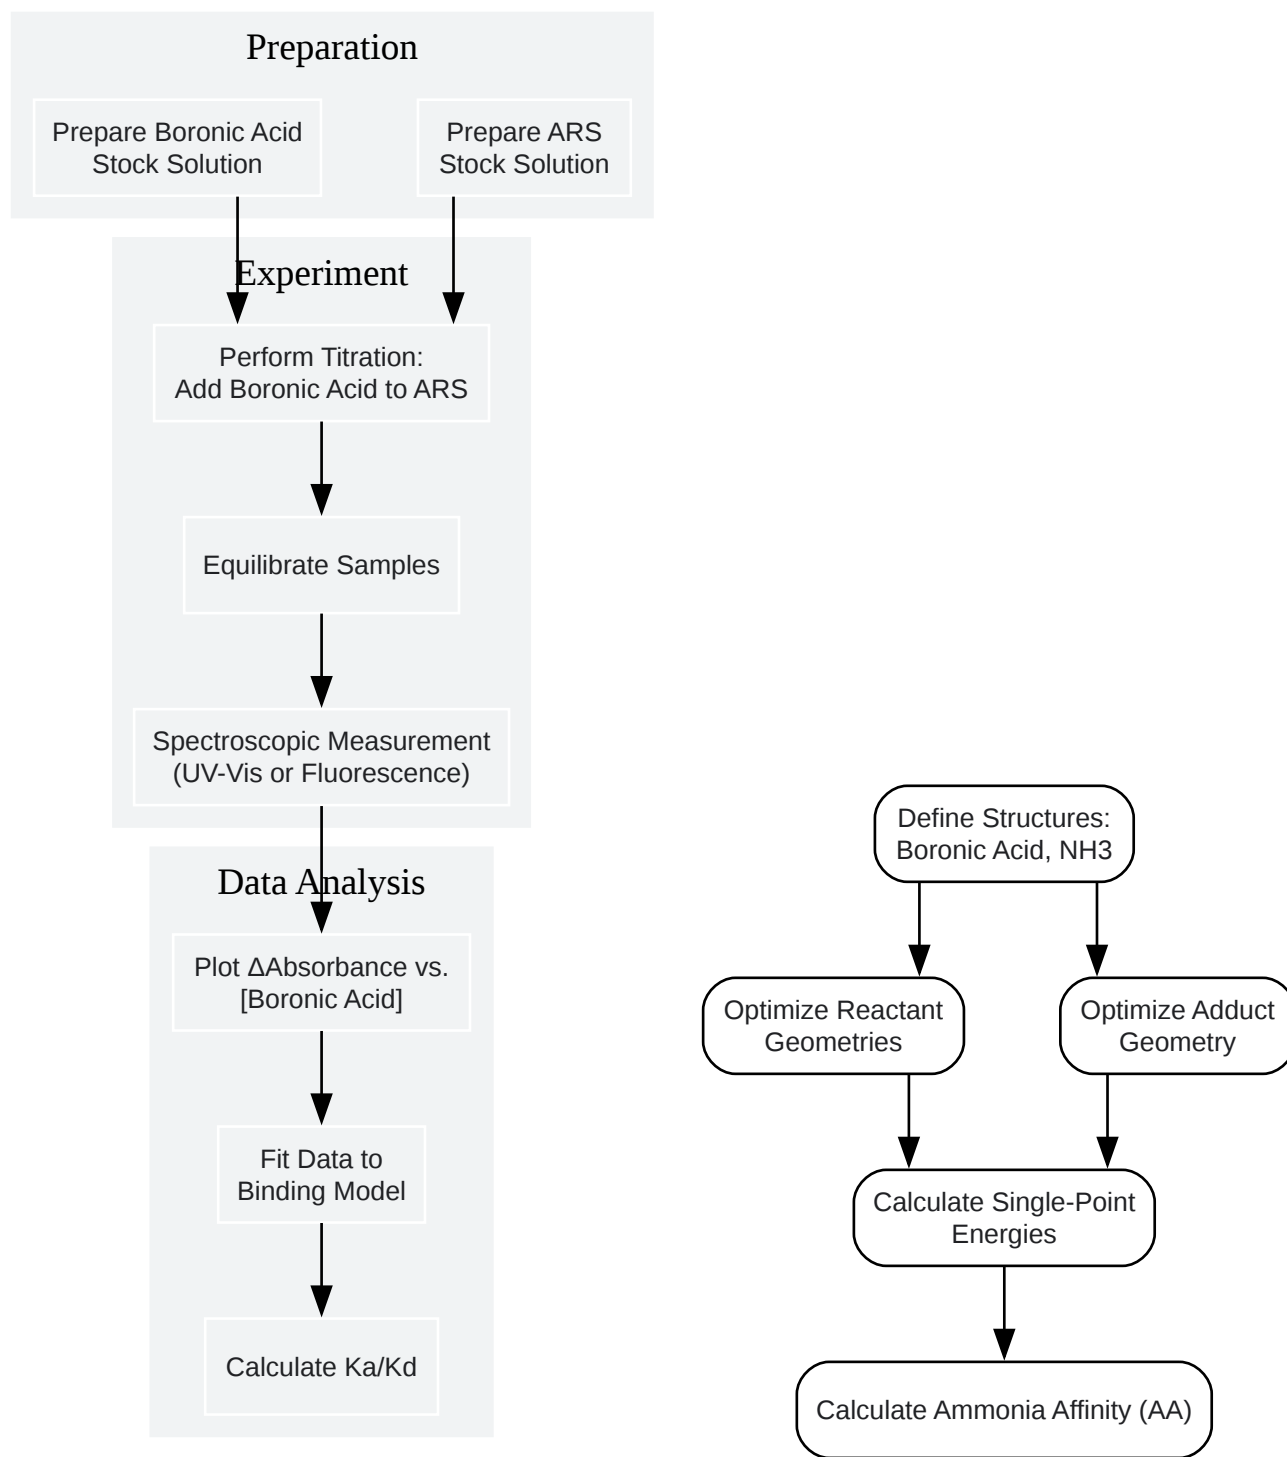 Preparation
Prepare Boronic Acid
Stock Solution
Prepare ARS
Stock Solution
Experiment
Perform Titration:
Add Boronic Acid to ARS
Equilibrate Samples
Spectroscopic Measurement
(UV-Vis or Fluorescence)
Data Analysis
Plot ΔAbsorbance vs.
[Boronic Acid]
Fit Data to
Binding Model
Calculate Ka/Kd
Define Structures:
Boronic Acid, NH3
Optimize Reactant
Geometries
Optimize Adduct
Geometry
Calculate Single-Point
Energies
Calculate Ammonia Affinity (AA)